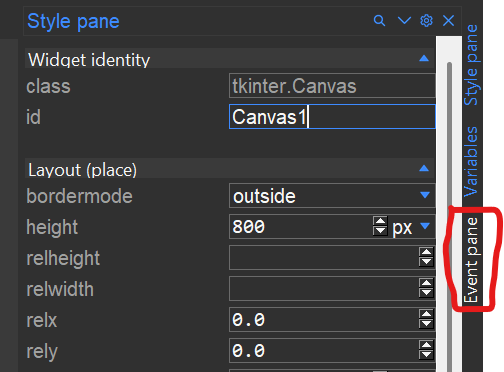 Style pane
Widget identity
class tkinter.Canvas
id Canvas1
Layout (place)
bordermode outside
height 800 px
relheight
relwidth
relx 0.0
rely 0.0
Style pane
Variables
Event pane